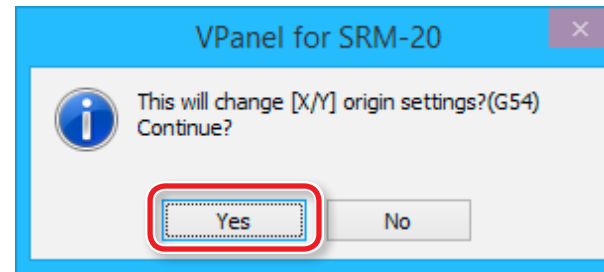 VPanel for SRM-20
This will change [X/Y] origin settings?(G54)
Continue?
Yes No